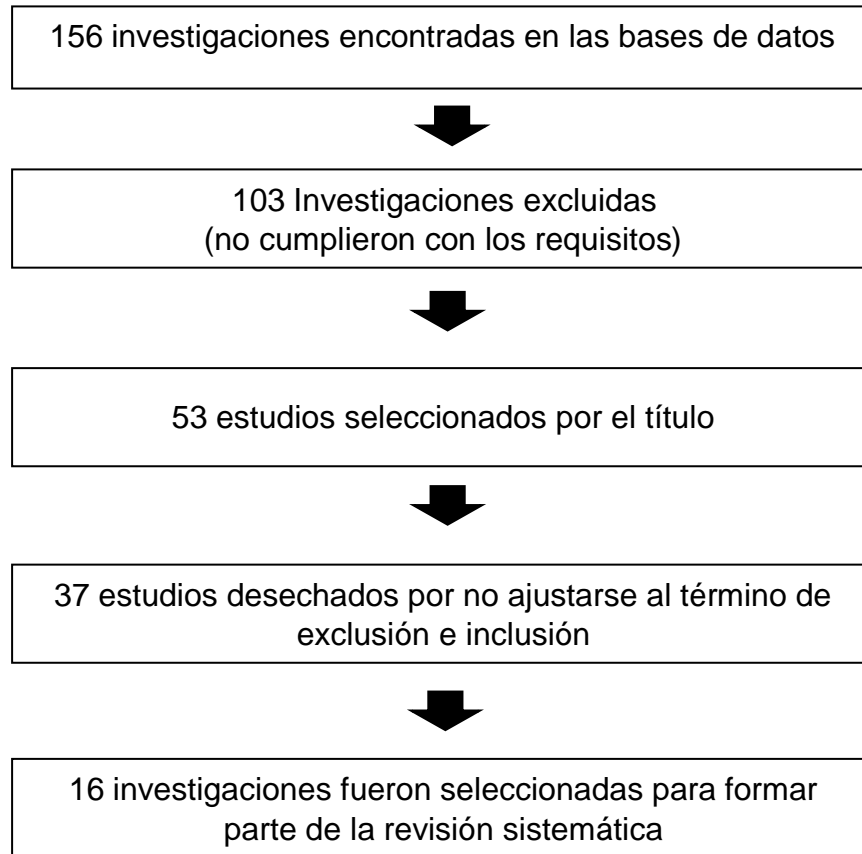 156 investigaciones encontradas en las bases de datos
103 Investigaciones excluidas
(no cumplieron con los requisitos)
53 estudios seleccionados por el título
37 estudios desechados por no ajustarse al término de
exclusión e inclusión
16 investigaciones fueron seleccionadas para formar
parte de la revisión sistemática